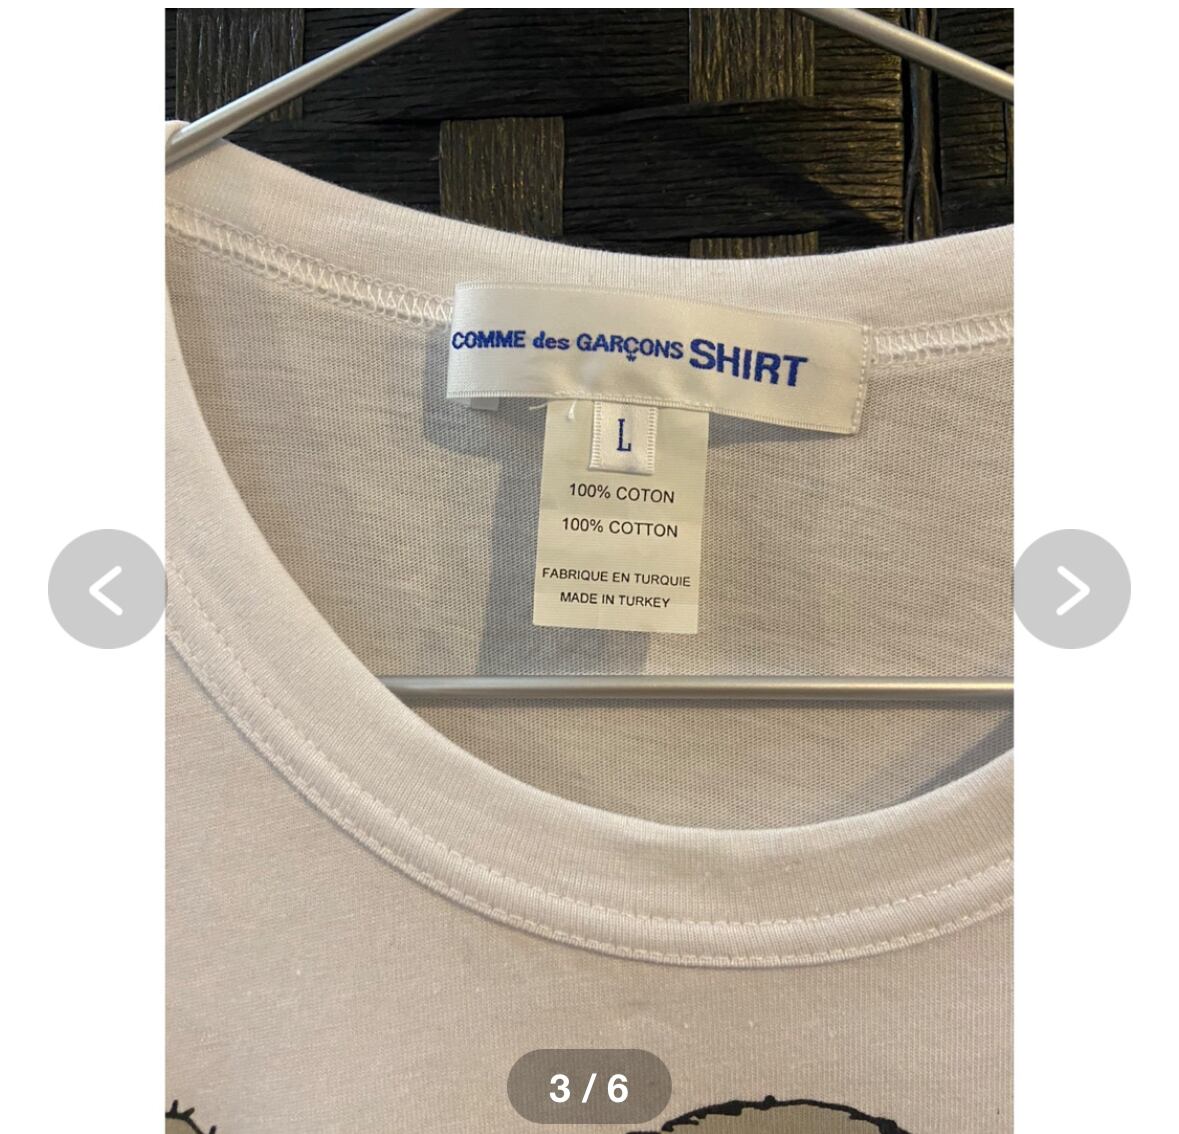 COMME des GARÇONS SHIRT
L
100% COTON
100% COTTON
FABRIQUE EN TURQUIE
MADE IN TURKEY
3 / 6